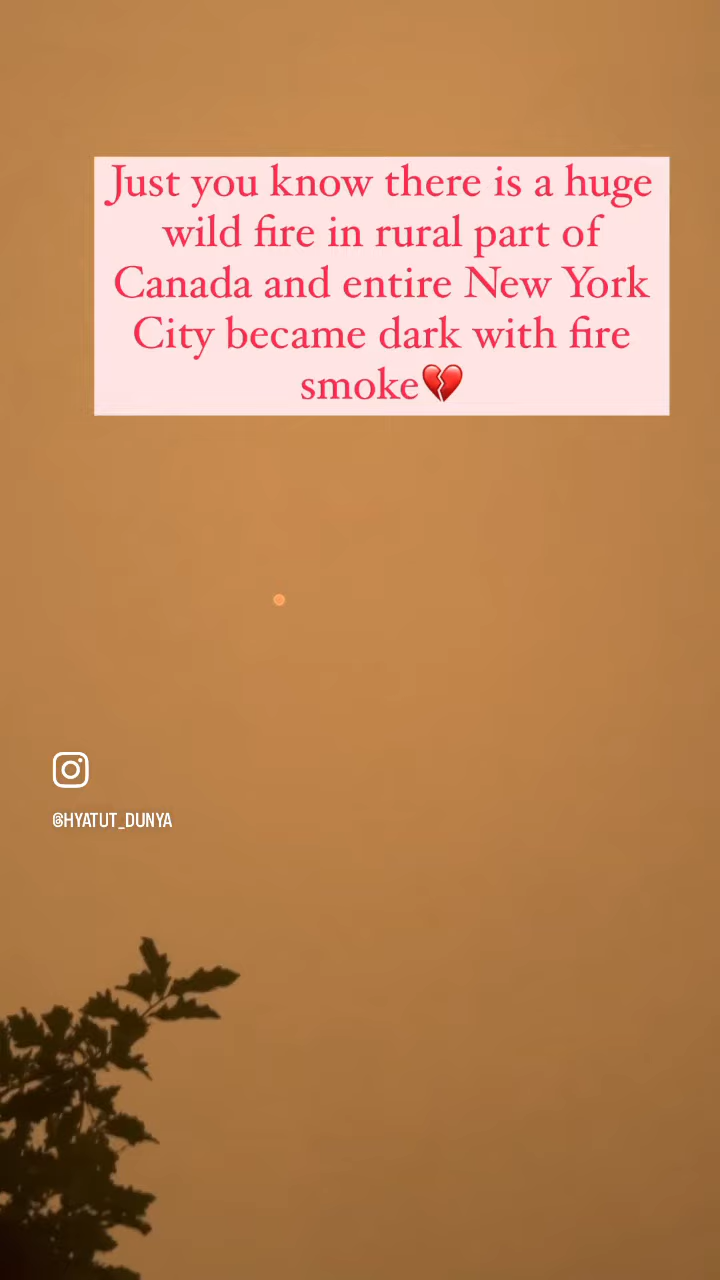 Just you know there is a huge
wild fire in rural part of
Canada and entire New York
City became dark with fire
smoke💔
@HYATUT_DUNYA